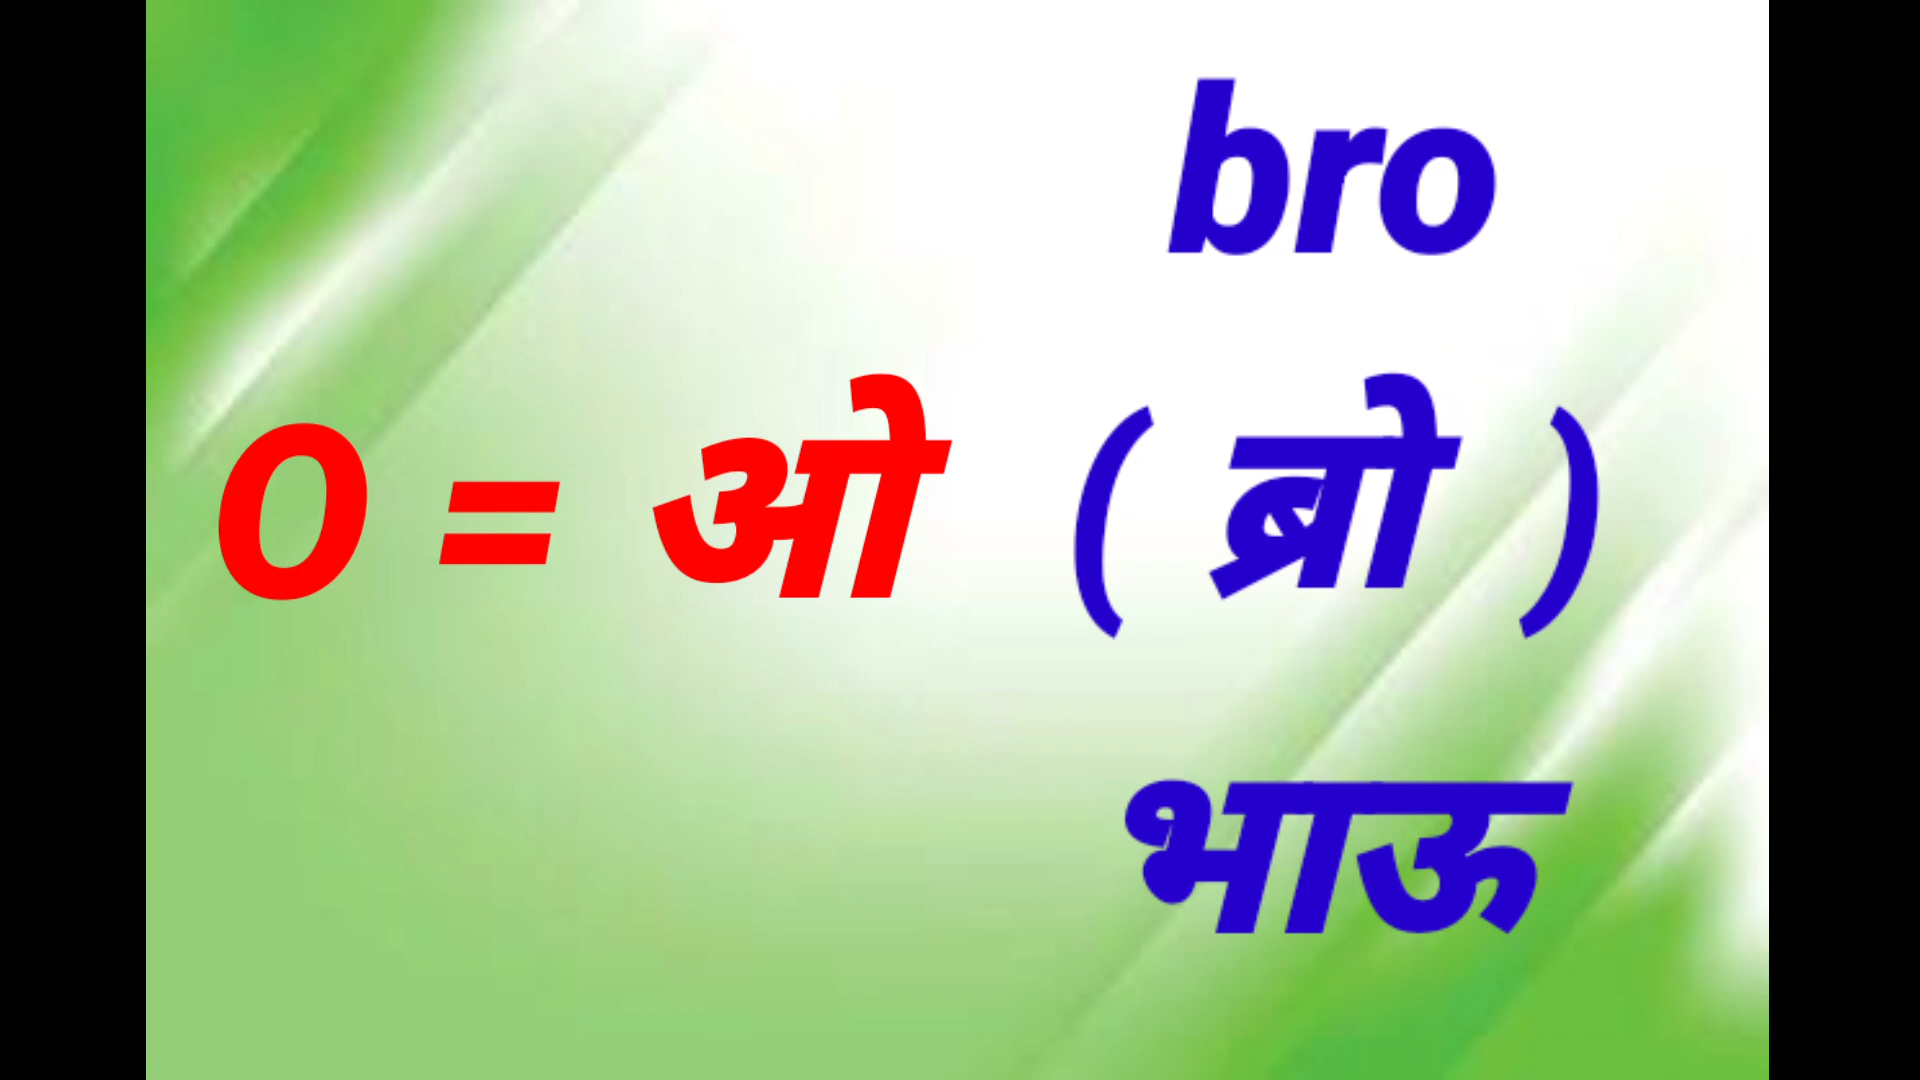 bro
O = ओ ( ब्रो )
भाऊ